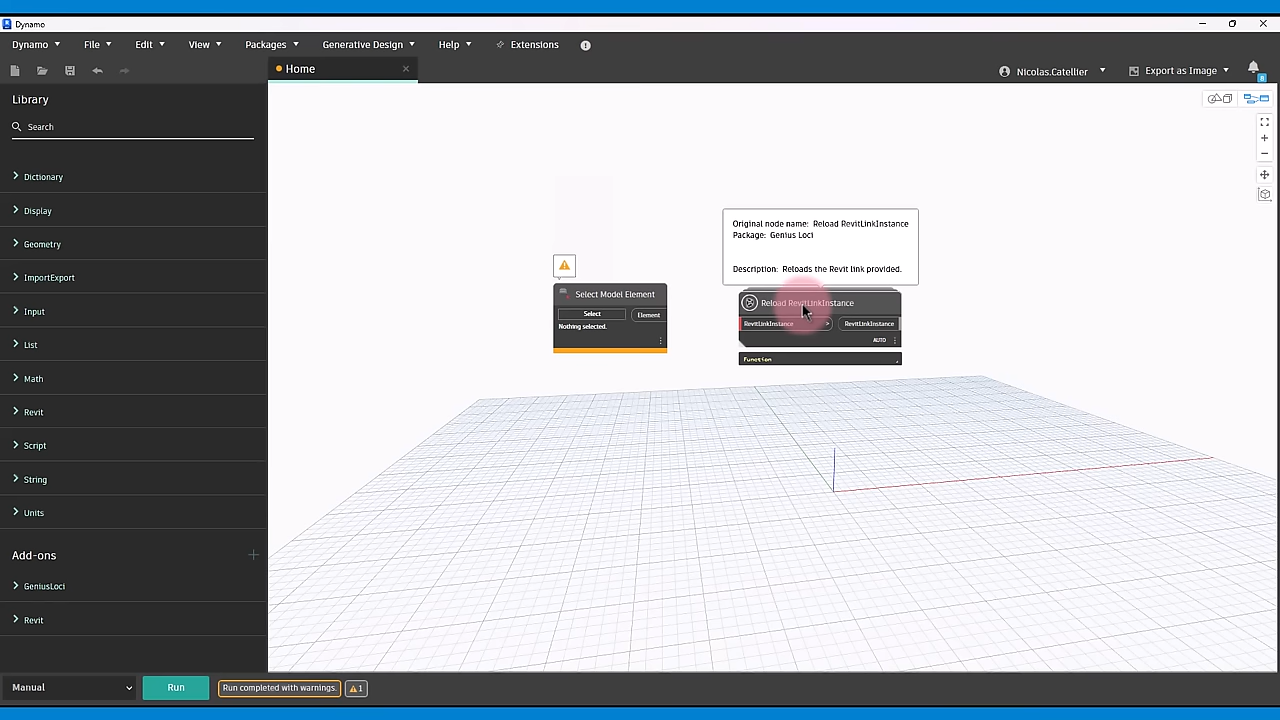 Dynamo
Dynamo File Edit View Packages Generative Design Help Extensions
Home
Nicolas.Catellier Export as Image
8
Library
Search
Dictionary
Display
Geometry
ImportExport
Input
List
Math
Revit
Script
String
Units
Add-ons
GeniusLoci
Revit
Original node name: Reload RevitLinkInstance
Package: Genius Loci
Description: Reloads the Revit link provided.
Select Model Element
Select Element
Nothing selected.
Reload RevitLinkInstance
RevitLinkInstance > RevitLinkInstance
AUTO
Function
Manual Run Run completed with warnings. 1